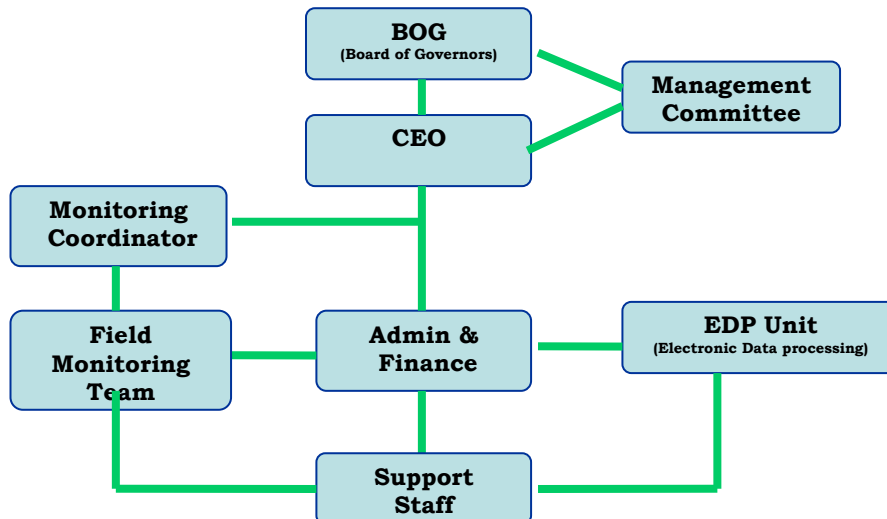 BOG
(Board of Governors)
Management
Committee
CEO
Monitoring
Coordinator
Field
Monitoring
Team
Admin &
Finance
EDP Unit
(Electronic Data processing)
Support
Staff